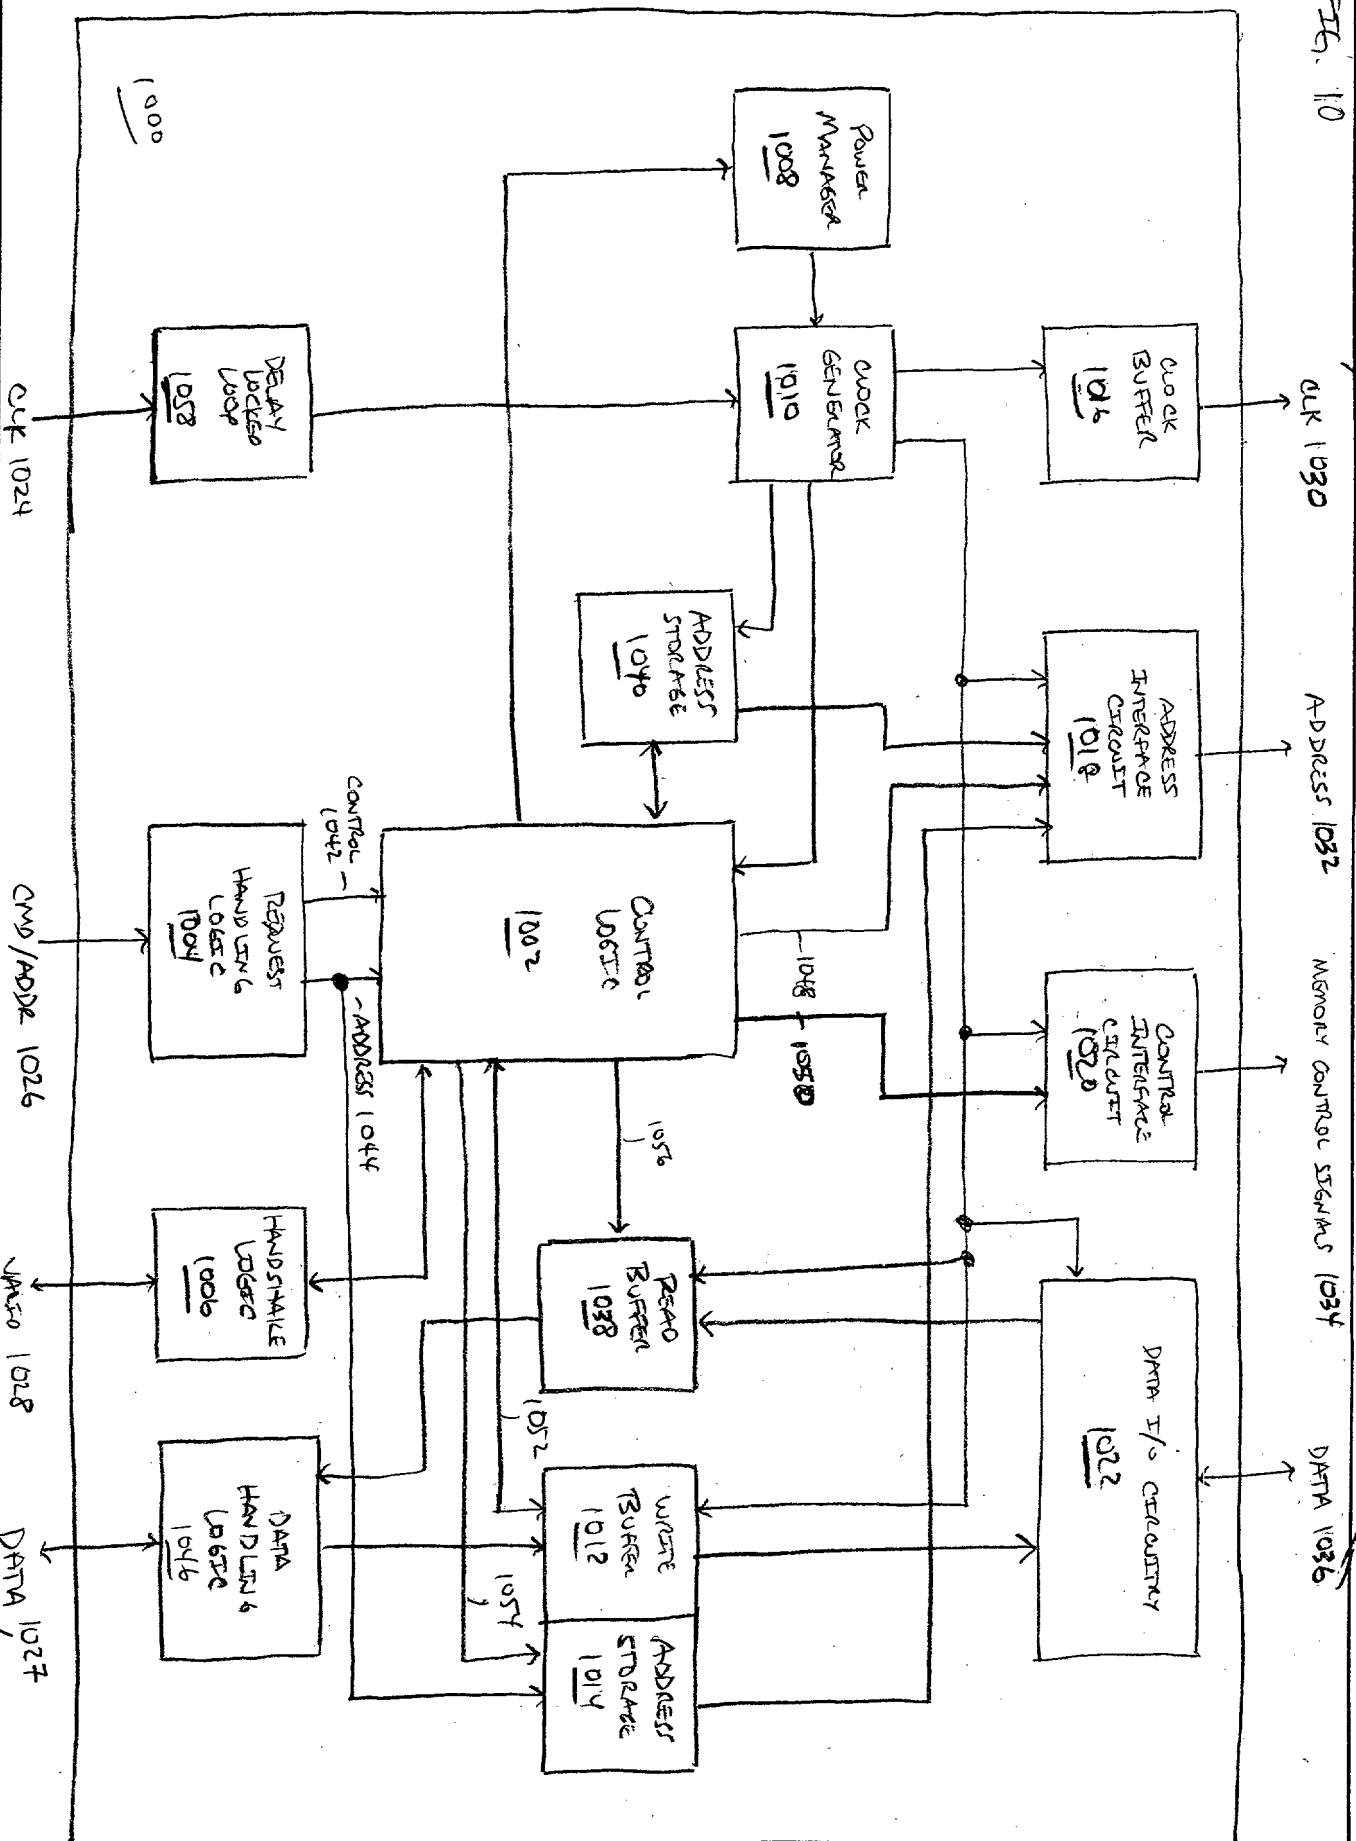 FIG. 10
1000
CLK 1030
ADDRESS 1032
MEMORY CONTROL SIGNALS 1034
DATA 1036
CLOCK
BUFFER
1016
ADDRESS
INTERFACE
CIRCUIT
1018
CONTROL
INTERFACE
CIRCUIT
1020
DATA I/O CIRCUITRY
1022
POWER
MANAGER
1008
CLOCK
GENERATOR
1010
ADDRESS
STORAGE
1040
CONTROL
LOGIC
1002
1048
1050
1056
READ
BUFFER
1038
1052
WRITE
BUFFER
1012
1054
ADDRESS
STORAGE
1014
DELAY
LOCKED
LOOP
1058
CONTROL
1042
REQUEST
HANDLING
LOGIC
1004
ADDRESS 1044
HANDSHAKE
LOGIC
1006
DATA
HANDLING
LOGIC
1046
CLK 1024
CMD/ADDR 1026
1028
DATA 1027